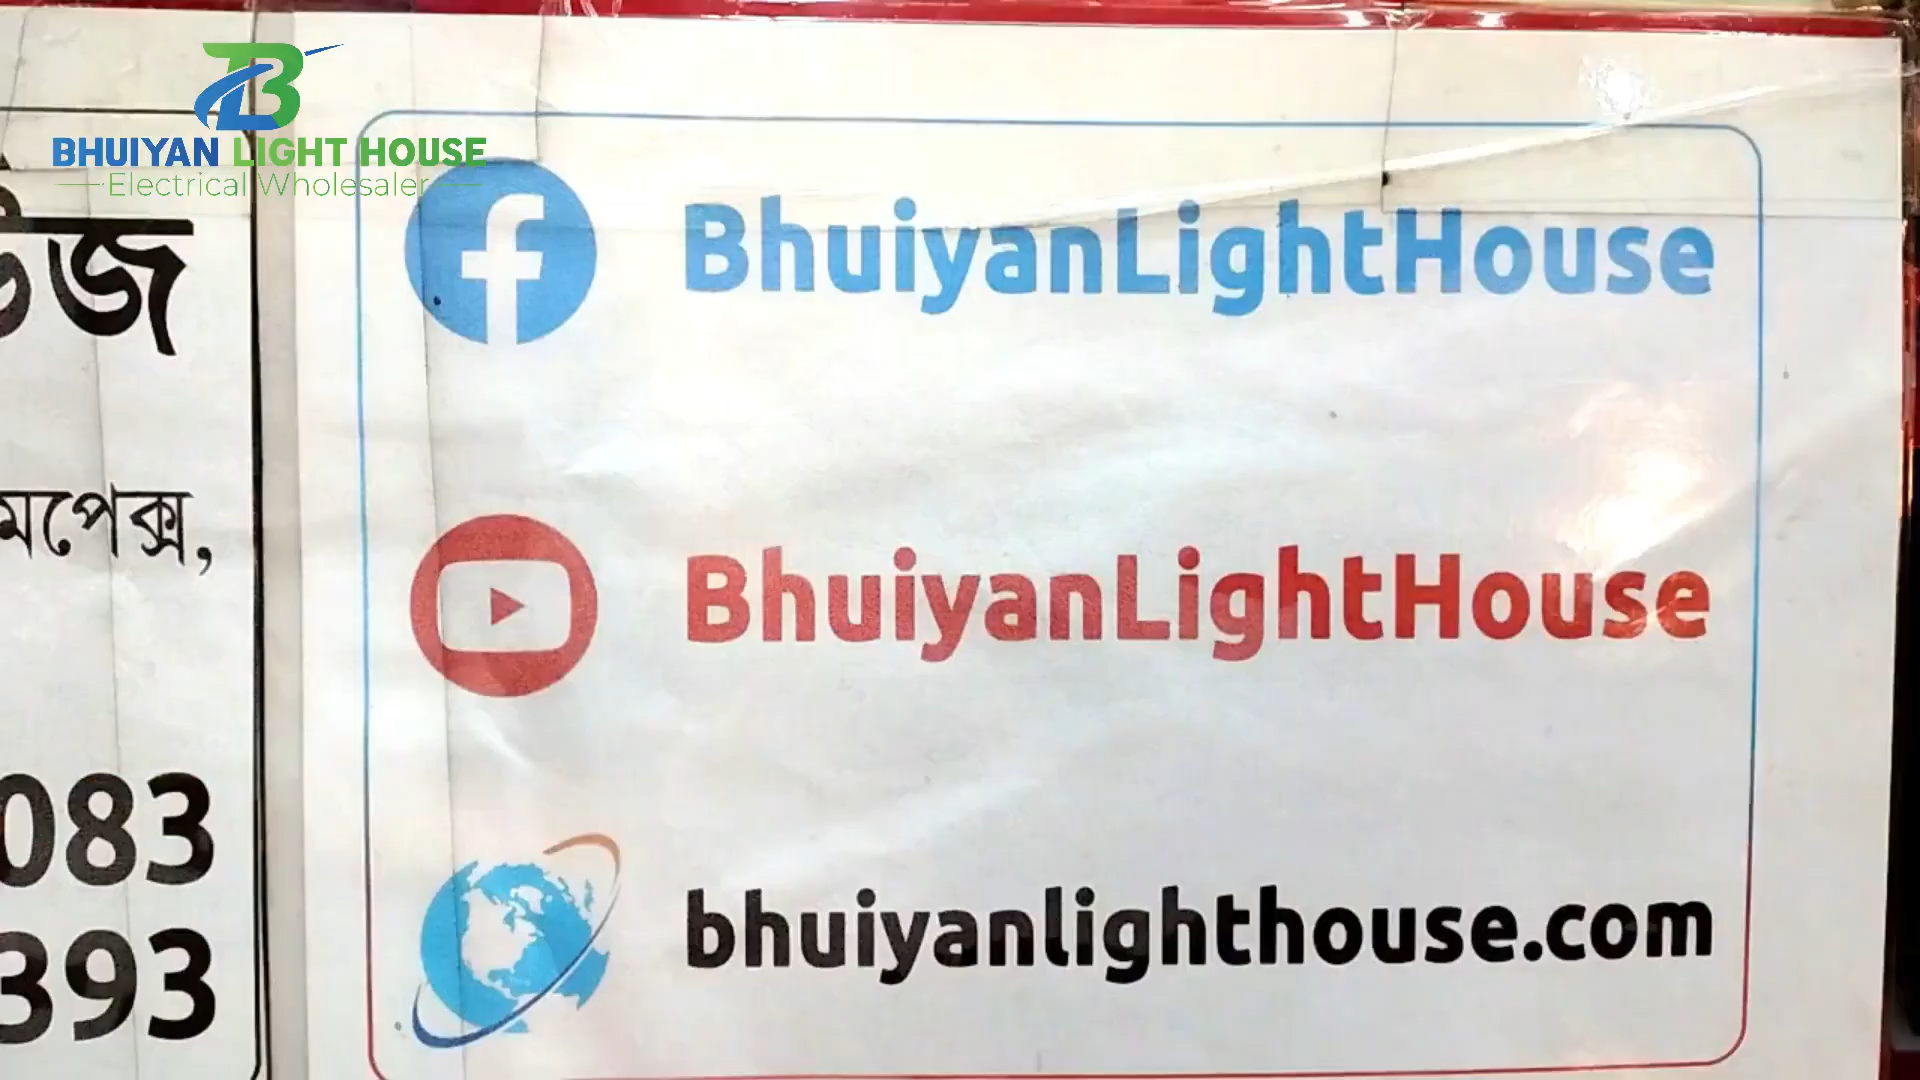 BHUIYAN LIGHT HOUSE
Electrical Wholesaler
BhuiyanLightHouse
BhuiyanLightHouse
bhuiyanlighthouse.com
মপেক্স,
083
393